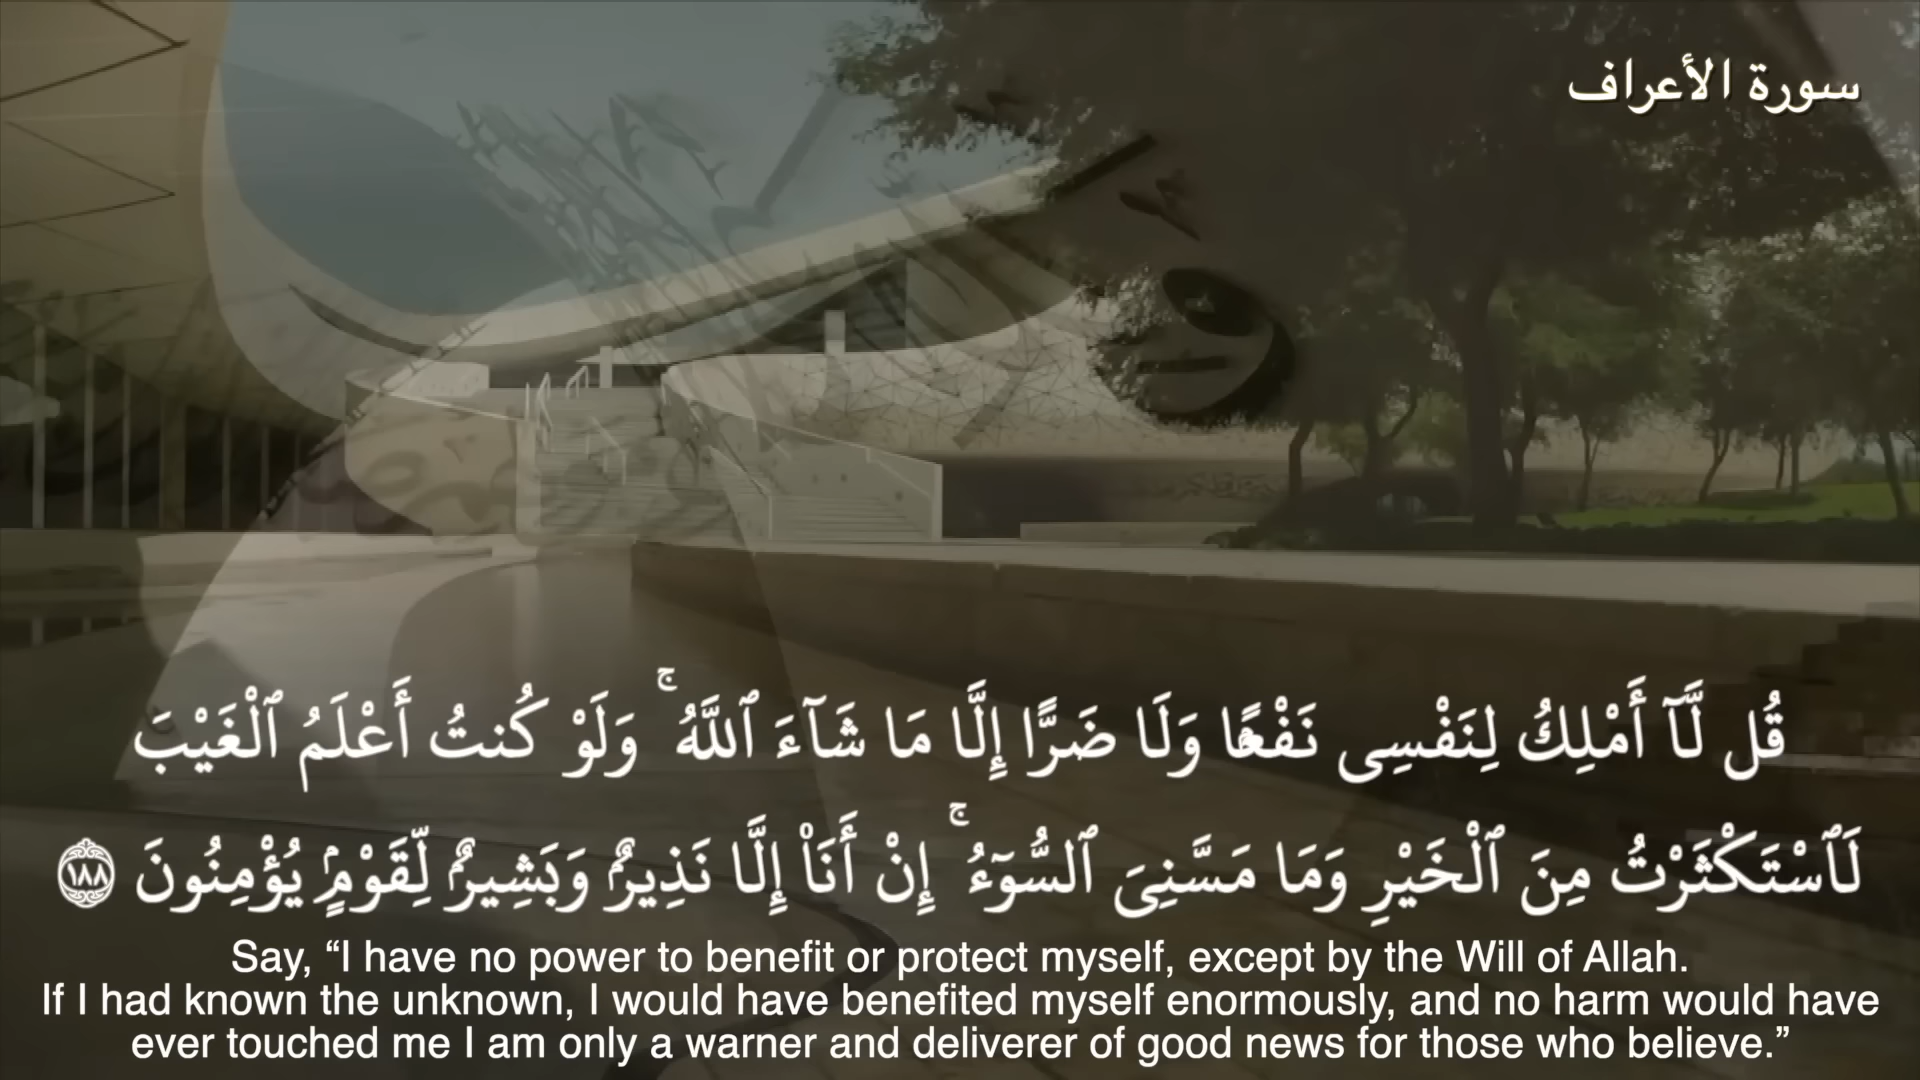 سورة الأعراف
قُل لَّآ أَمْلِكُ لِنَفْسِى نَفْعًا وَلَا ضَرًّا إِلَّا مَا شَآءَ ٱللَّهُ ۚ وَلَوْ كُنتُ أَعْلَمُ ٱلْغَيْبَ
لَٱسْتَكْثَرْتُ مِنَ ٱلْخَيْرِ وَمَا مَسَّنِىَ ٱلسُّوٓءُ ۚ إِنْ أَنَا۠ إِلَّا نَذِيرٌ وَبَشِيرٌ لِّقَوْمٍ يُؤْمِنُونَ ١٨٨
Say, “I have no power to benefit or protect myself, except by the Will of Allah.
If I had known the unknown, I would have benefited myself enormously, and no harm would have
ever touched me I am only a warner and deliverer of good news for those who believe.”